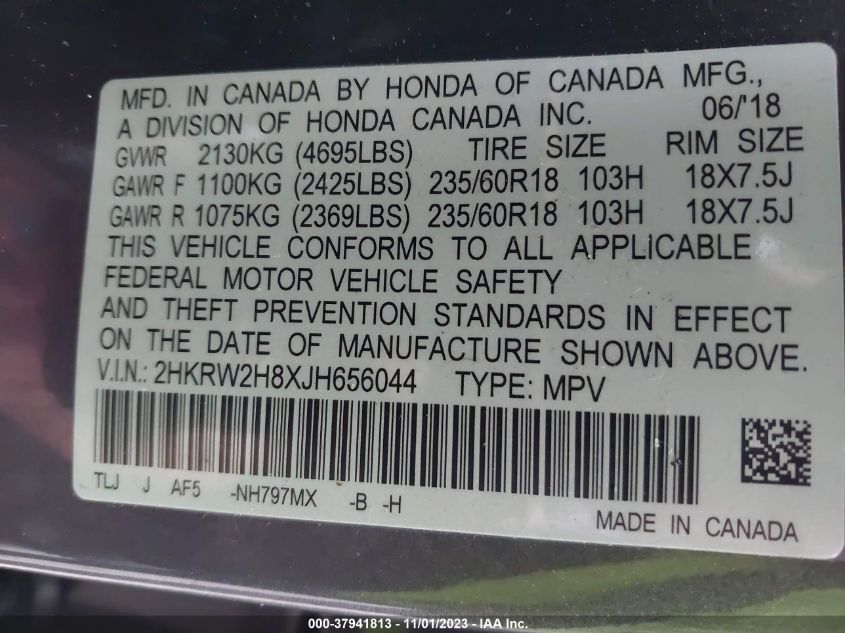 MFD. IN CANADA BY HONDA OF CANADA MFG.,
A DIVISION OF HONDA CANADA INC. 06/'18
GVWR 2130KG (4695LBS) TIRE SIZE RIM SIZE
GAWR F 1100KG (2425LBS) 235/60R18 103H 18X7.5J
GAWR R 1075KG (2369LBS) 235/60R18 103H 18X7.5J
THIS VEHICLE CONFORMS TO ALL APPLICABLE
FEDERAL MOTOR VEHICLE SAFETY
AND THEFT PREVENTION STANDARDS IN EFFECT
ON THE DATE OF MANUFACTURE SHOWN ABOVE.
V.I.N.: 2HKRW2H8XJH656044 TYPE: MPV
TLJ J AF5 -NH797MX -B -H
MADE IN CANADA
000-37941813 - 11/01/2023 - IAA Inc.